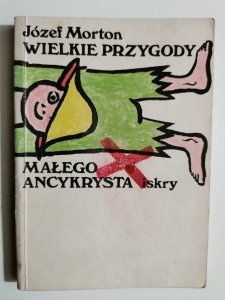 Józef Morton
WIELKIE PRZYGODY
MAŁEGO
ANCYKRYSTA iskry